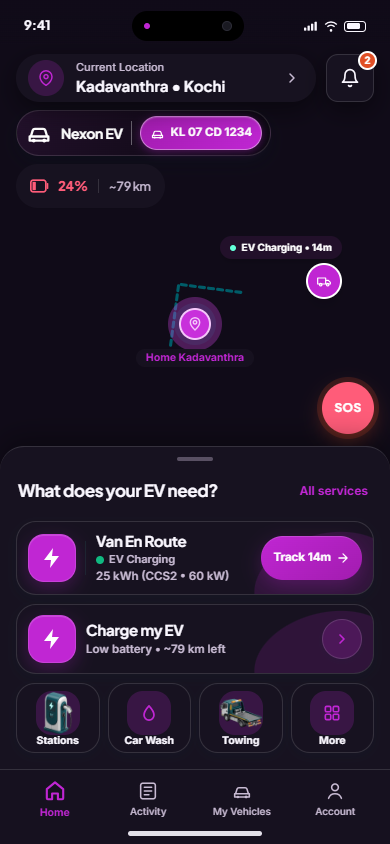 9:41
Current Location
Kadavanthra • Kochi
2
Nexon EV
KL 07 CD 1234
24%
~79 km
EV Charging • 14m
Home Kadavanthra
SOS
What does your EV need?
All services
Van En Route
EV Charging
25 kWh (CCS2 • 60 kW)
Track 14m →
Charge my EV
Low battery • ~79 km left
Stations
Car Wash
Towing
More
Home
Activity
My Vehicles
Account